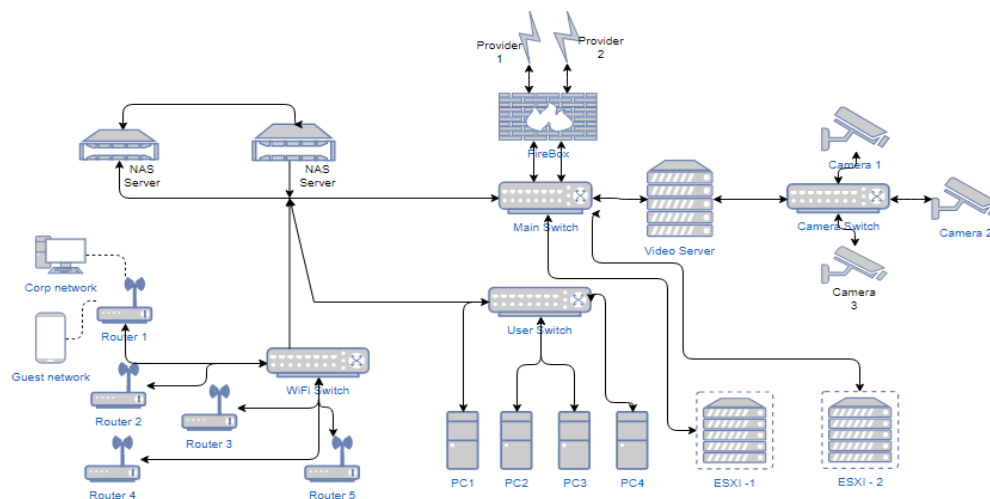 Provider
1
Provider
2
FireBox
NAS
Server
NAS
Server
Main Switch
Video Server
Camera 1
Camera Switch
Camera 2
Camera
3
Corp network
Router 1
Guest network
User Switch
WiFi Switch
Router 2
Router 3
Router 4
Router 5
PC1
PC2
PC3
PC4
ESXI -1
ESXI - 2